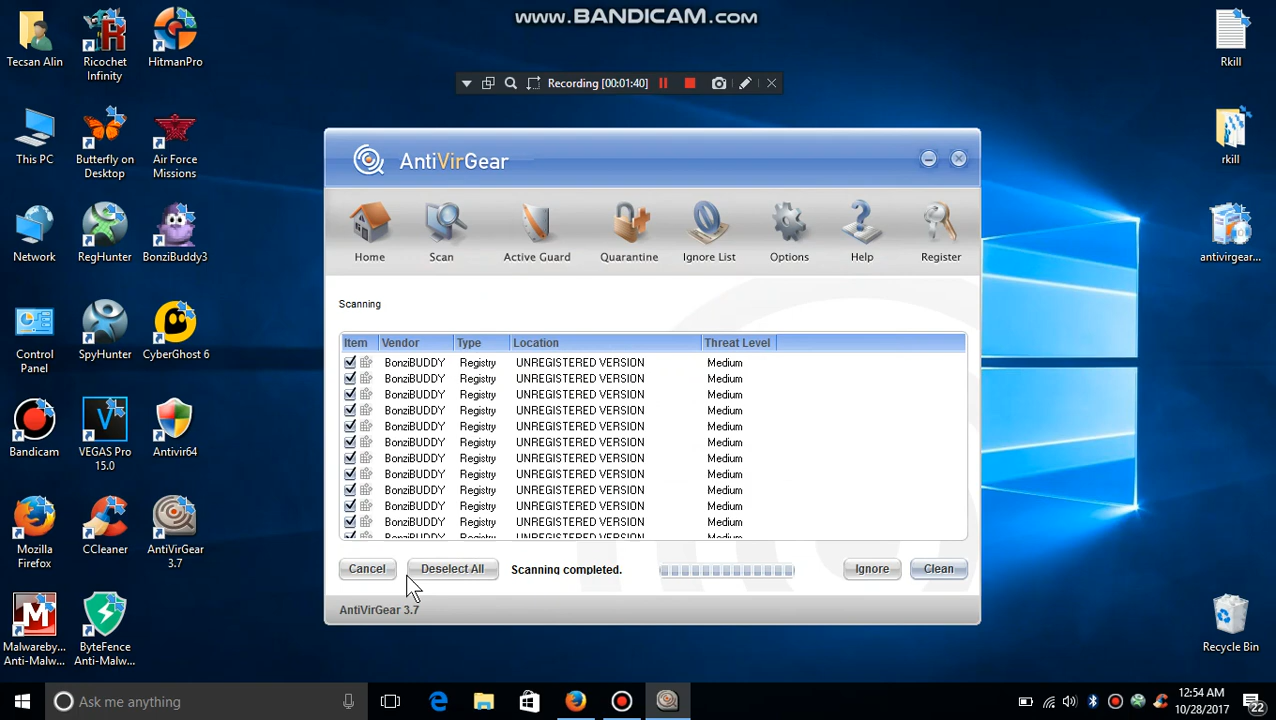 www.BANDICAM.com
Recording [00:01:40]
Tecsan Alin
Ricochet
Infinity
HitmanPro
This PC
Butterfly on
Desktop
Air Force
Missions
Network
RegHunter
BonziBuddy3
Control
Panel
SpyHunter
CyberGhost 6
Bandicam
VEGAS Pro
15.0
Antivir64
Mozilla
Firefox
CCleaner
AntiVirGear
3.7
Malwareby...
Anti-Malw...
ByteFence
Anti-Malw...
Rkill
rkill
antivirgear...
Recycle Bin
AntiVirGear
Home
Scan
Active Guard
Quarantine
Ignore List
Options
Help
Register
Scanning
Item Vendor Type Location Threat Level
BonziBUDDY Registry UNREGISTERED VERSION Medium
BonziBUDDY Registry UNREGISTERED VERSION Medium
BonziBUDDY Registry UNREGISTERED VERSION Medium
BonziBUDDY Registry UNREGISTERED VERSION Medium
BonziBUDDY Registry UNREGISTERED VERSION Medium
BonziBUDDY Registry UNREGISTERED VERSION Medium
BonziBUDDY Registry UNREGISTERED VERSION Medium
BonziBUDDY Registry UNREGISTERED VERSION Medium
BonziBUDDY Registry UNREGISTERED VERSION Medium
BonziBUDDY Registry UNREGISTERED VERSION Medium
BonziBUDDY Registry UNREGISTERED VERSION Medium
BonziBUDDY Registry UNREGISTERED VERSION Medium
Cancel
Deselect All
Scanning completed.
Ignore
Clean
AntiVirGear 3.7
Ask me anything
12:54 AM
10/28/2017
22